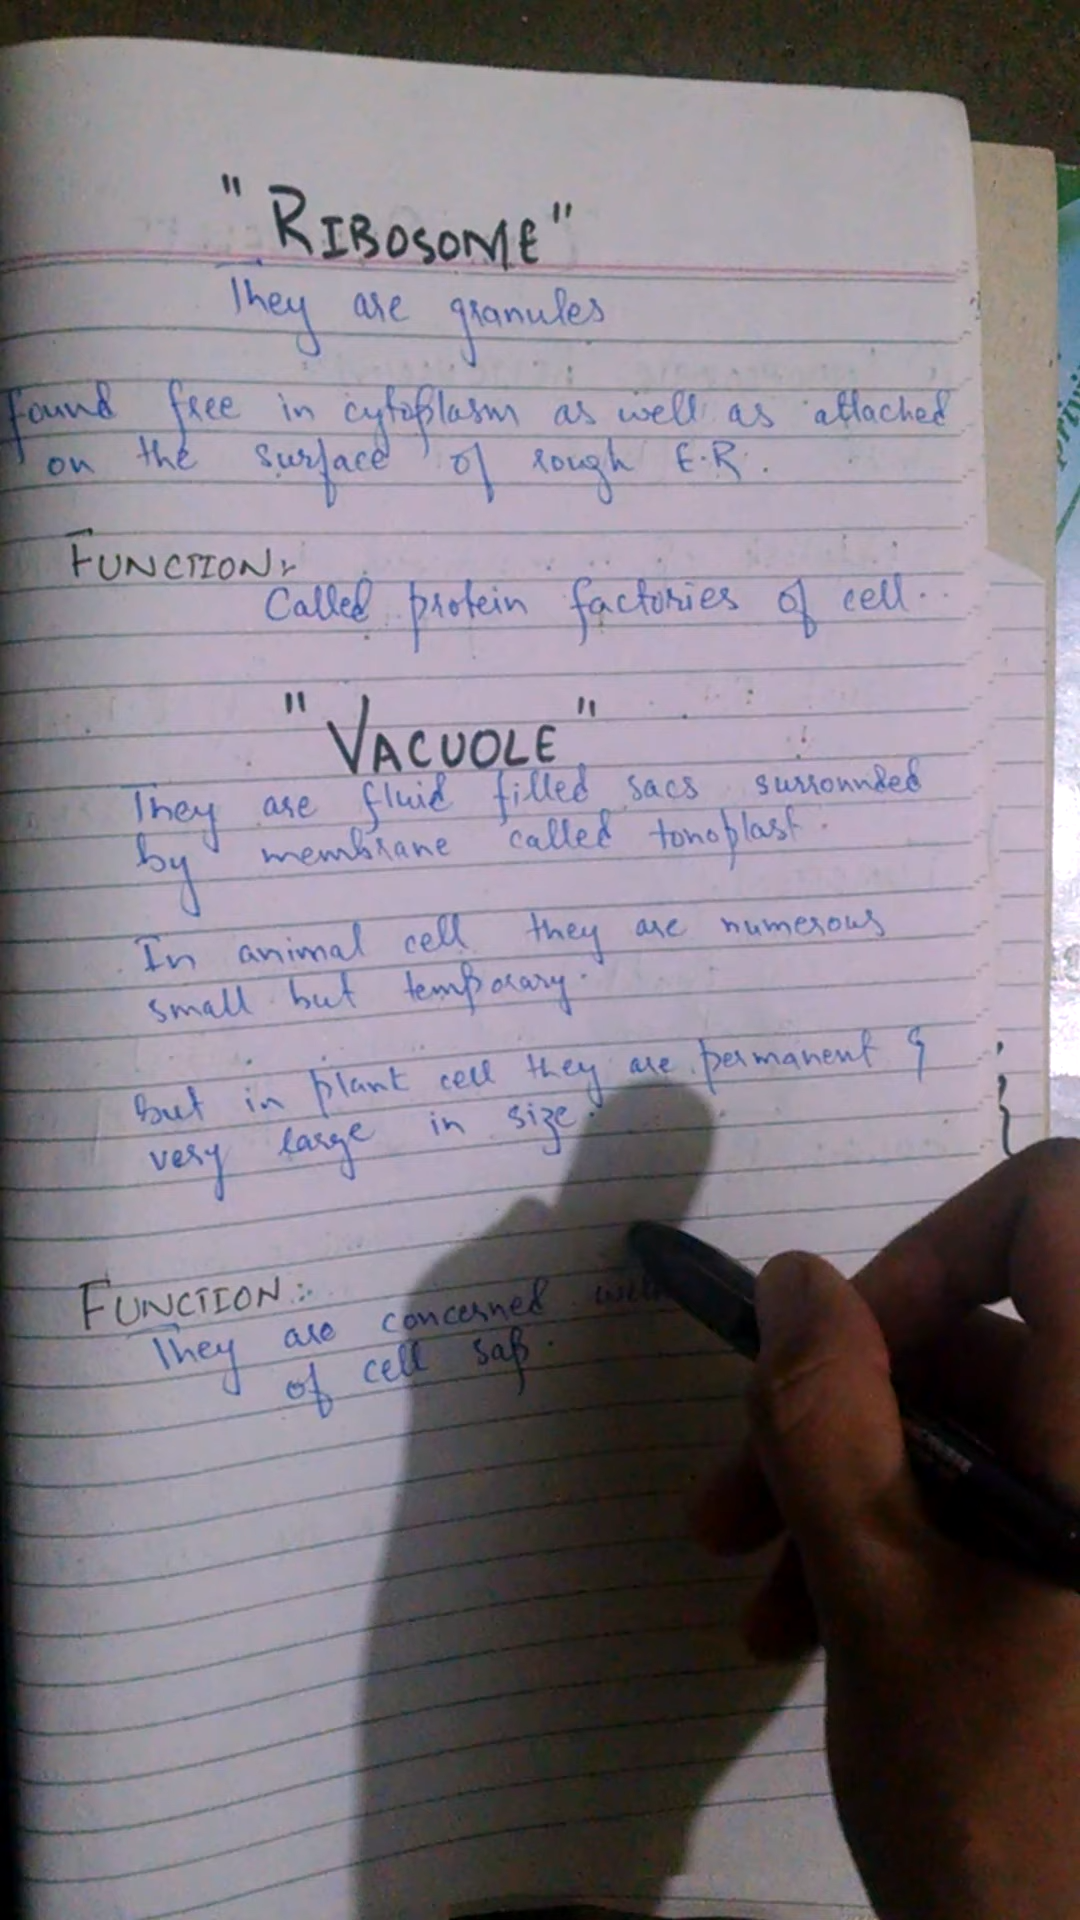 "RIBOSOME"
They are granules
found free in cytoplasm as well as attached
on the surface of rough E.R.
FUNCTION:-
Called protein factories of cell..
"VACUOLE"
They are fluid filled sacs surrounded
by membrane called tonoplast.
In animal cell they are numerous
small but temporary.
but in plant cell they are permanent &
very large in size.
FUNCTION:-
They are concerned with
of cell sap.